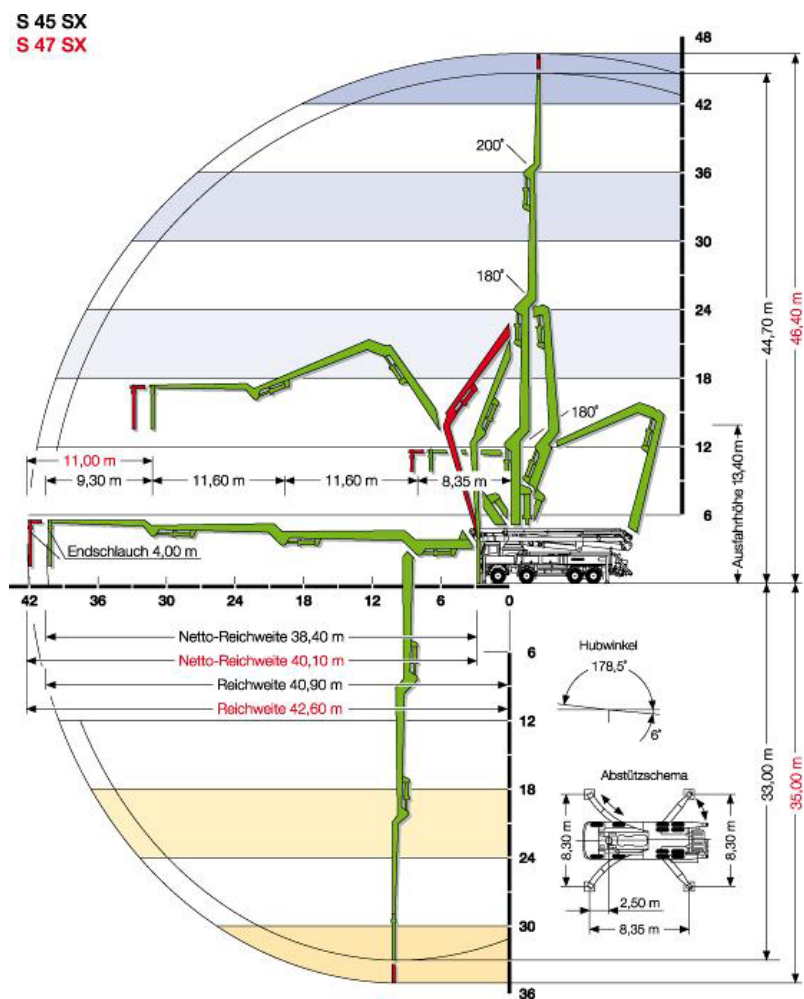 S 45 SX
S 47 SX
48
42
36
30
24
18
12
6
200°
180°
180°
44,70 m
46,40 m
Ausfahrhöhe 13,40 m
11,00 m
9,30 m
11,60 m
11,60 m
8,35 m
Endschlauch 4,00 m
42
36
30
24
18
12
6
0
Netto-Reichweite 38,40 m
Netto-Reichweite 40,10 m
Reichweite 40,90 m
Reichweite 42,60 m
6
12
18
24
30
36
Hubwinkel
178,5°
6°
Abstützschema
8,30 m
8,30 m
2,50 m
8,35 m
33,00 m
35,00 m